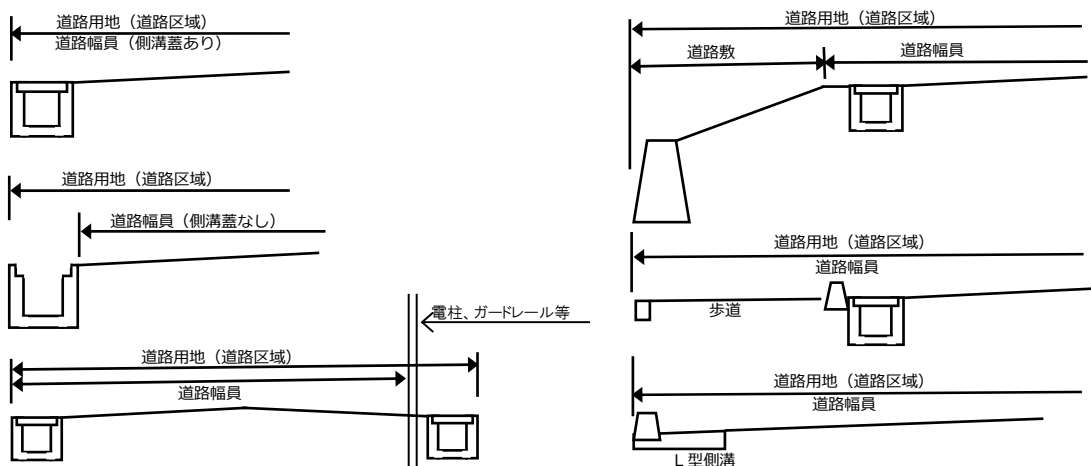 道路用地（道路区域）
道路幅員（側溝蓋あり）
道路用地（道路区域）
道路幅員（側溝蓋なし）
電柱、ガードレール等
道路用地（道路区域）
道路幅員
道路用地（道路区域）
道路敷
道路幅員
道路用地（道路区域）
道路幅員
歩道
道路用地（道路区域）
道路幅員
L型側溝